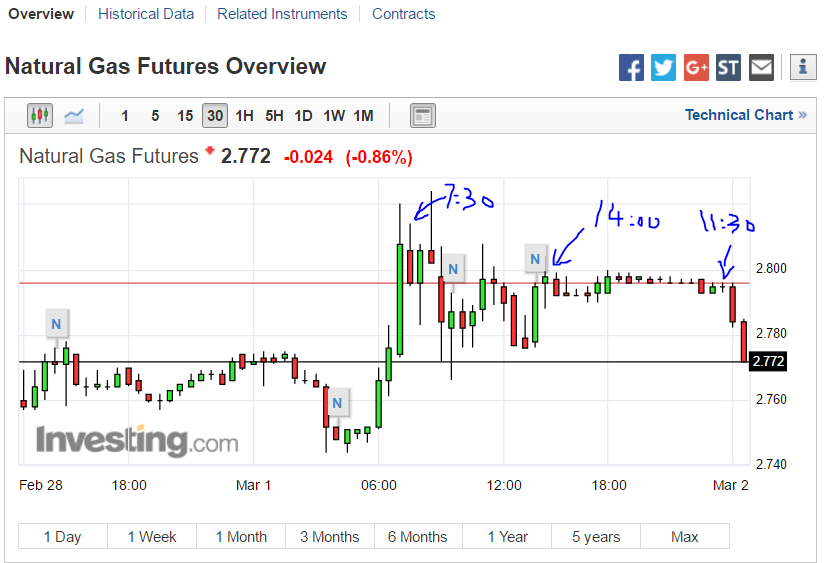 Overview Historical Data Related Instruments Contracts
Natural Gas Futures Overview
f G+ ST i
1 5 15 30 1H 5H 1D 1W 1M Technical Chart »
Natural Gas Futures 2.772 -0.024 (-0.86%)
7:30
14:00
11:30
N
N
N
N
2.800
2.780
2.772
2.760
2.740
Investing.com
Feb 28 18:00 Mar 1 06:00 12:00 18:00 Mar 2
1 Day 1 Week 1 Month 3 Months 6 Months 1 Year 5 years Max